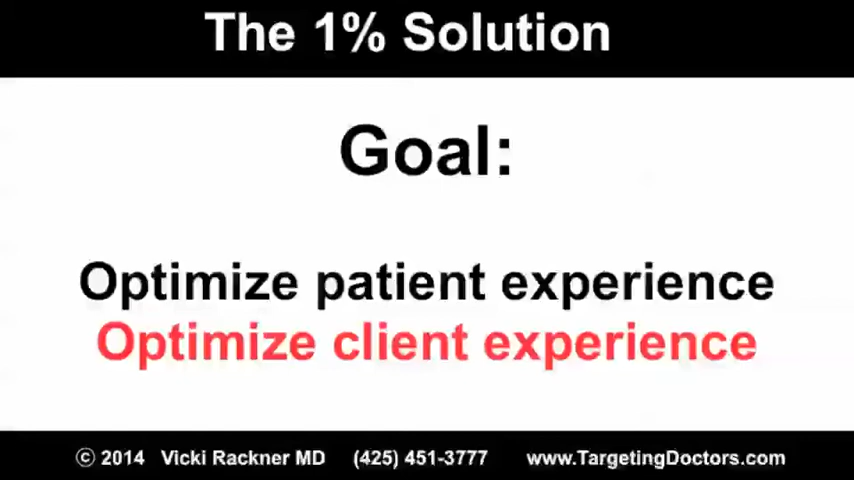 The 1% Solution
Goal:
Optimize patient experience
Optimize client experience
© 2014 Vicki Rackner MD (425) 451-3777 www.TargetingDoctors.com